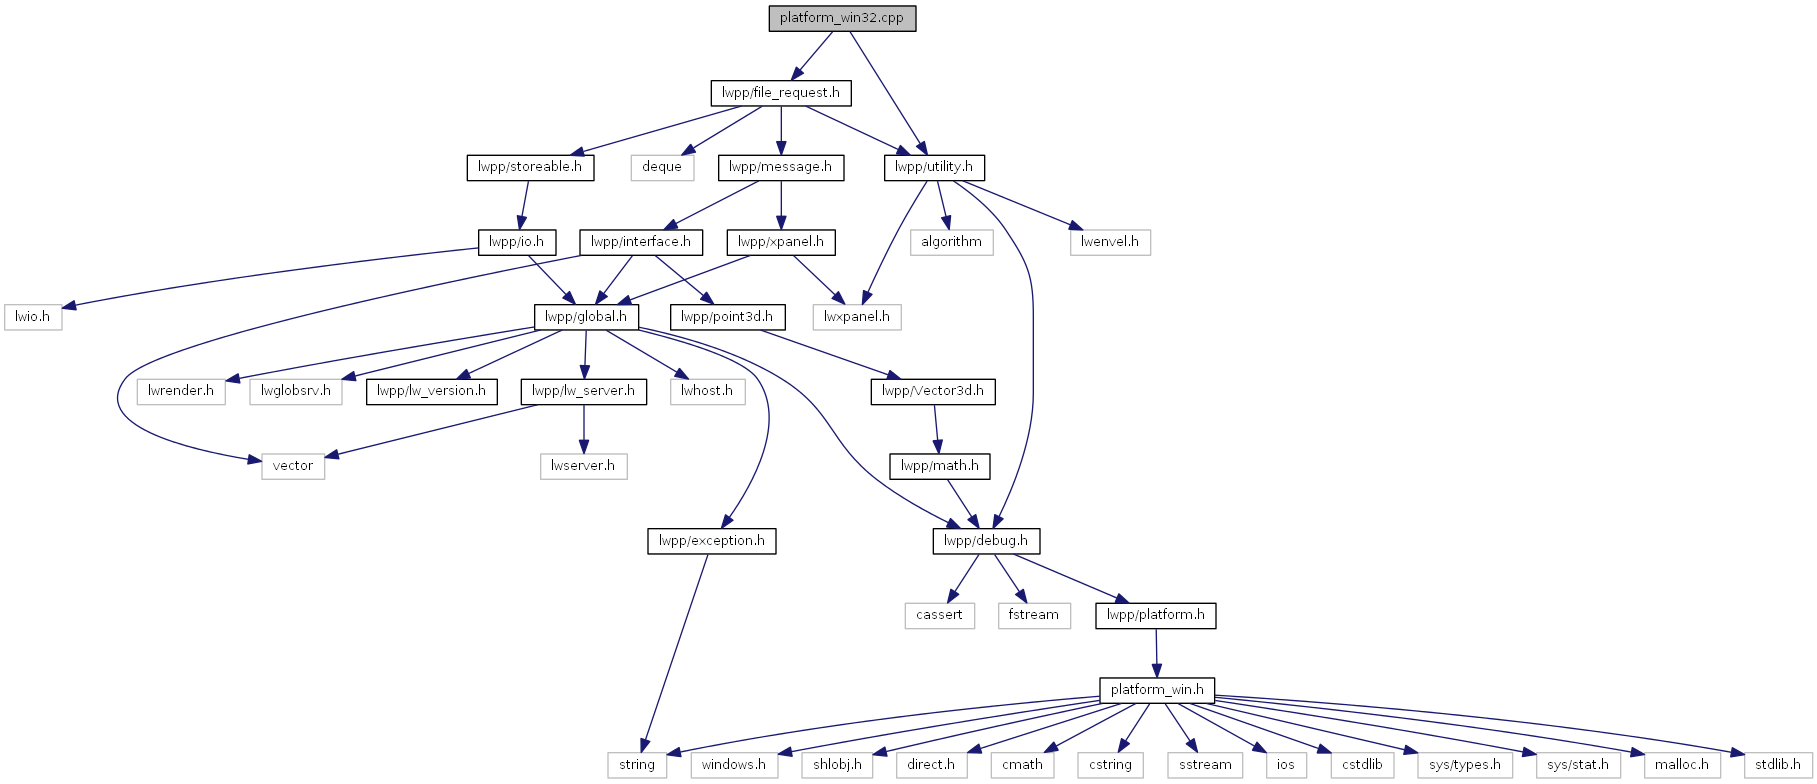 platform_win32.cpp
lwpp/file_request.h
lwpp/storeable.h
deque
lwpp/message.h
lwpp/utility.h
lwpp/io.h
lwpp/interface.h
lwpp/xpanel.h
algorithm
lwenvel.h
lwio.h
lwpp/global.h
lwpp/point3d.h
lwxpanel.h
lwrender.h
lwglobsrv.h
lwpp/lw_version.h
lwpp/lw_server.h
lwhost.h
lwpp/Vector3d.h
vector
lwserver.h
lwpp/math.h
lwpp/exception.h
lwpp/debug.h
cassert
fstream
lwpp/platform.h
platform_win.h
string
windows.h
shlobj.h
direct.h
cmath
cstring
sstream
ios
cstdlib
sys/types.h
sys/stat.h
malloc.h
stdlib.h